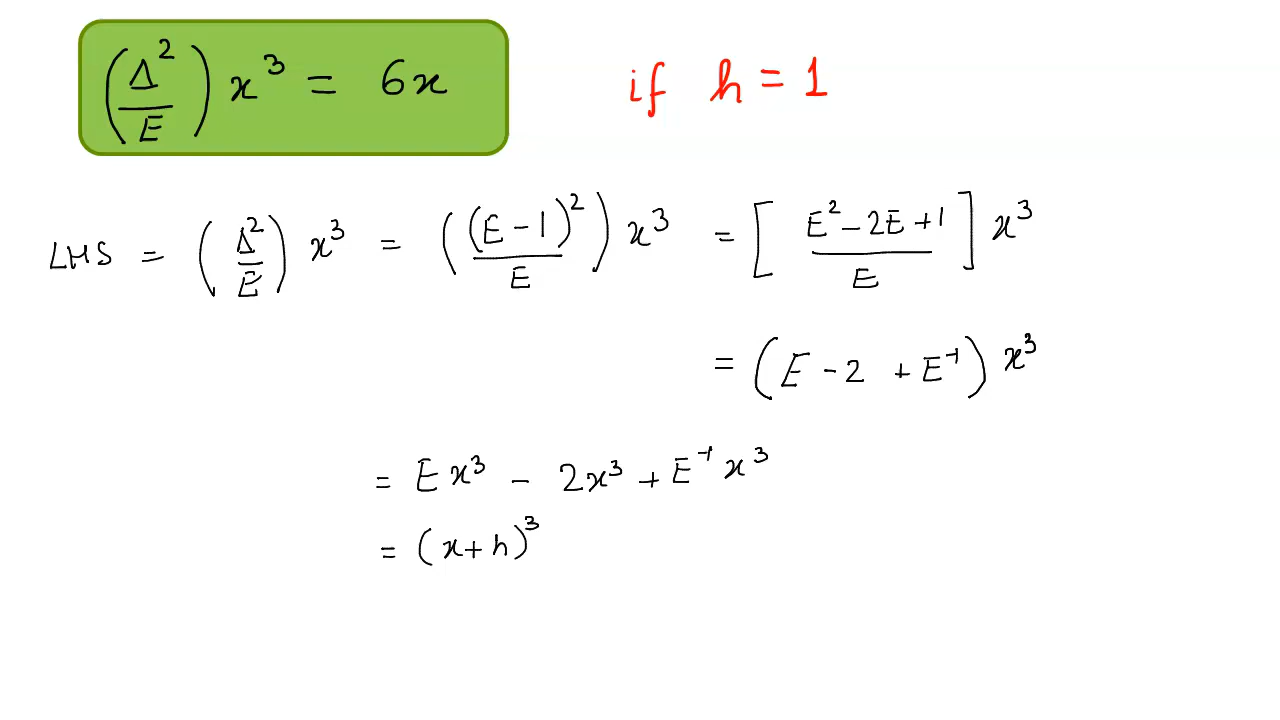 (Δ²/E) x³ = 6x if h = 1
LHS = (Δ²/E) x³ = ((E-1)²/E) x³ = [E² - 2E + 1/E] x³
= (E - 2 + E⁻¹) x³
= E x³ - 2x³ + E⁻¹ x³
= (x+h)³